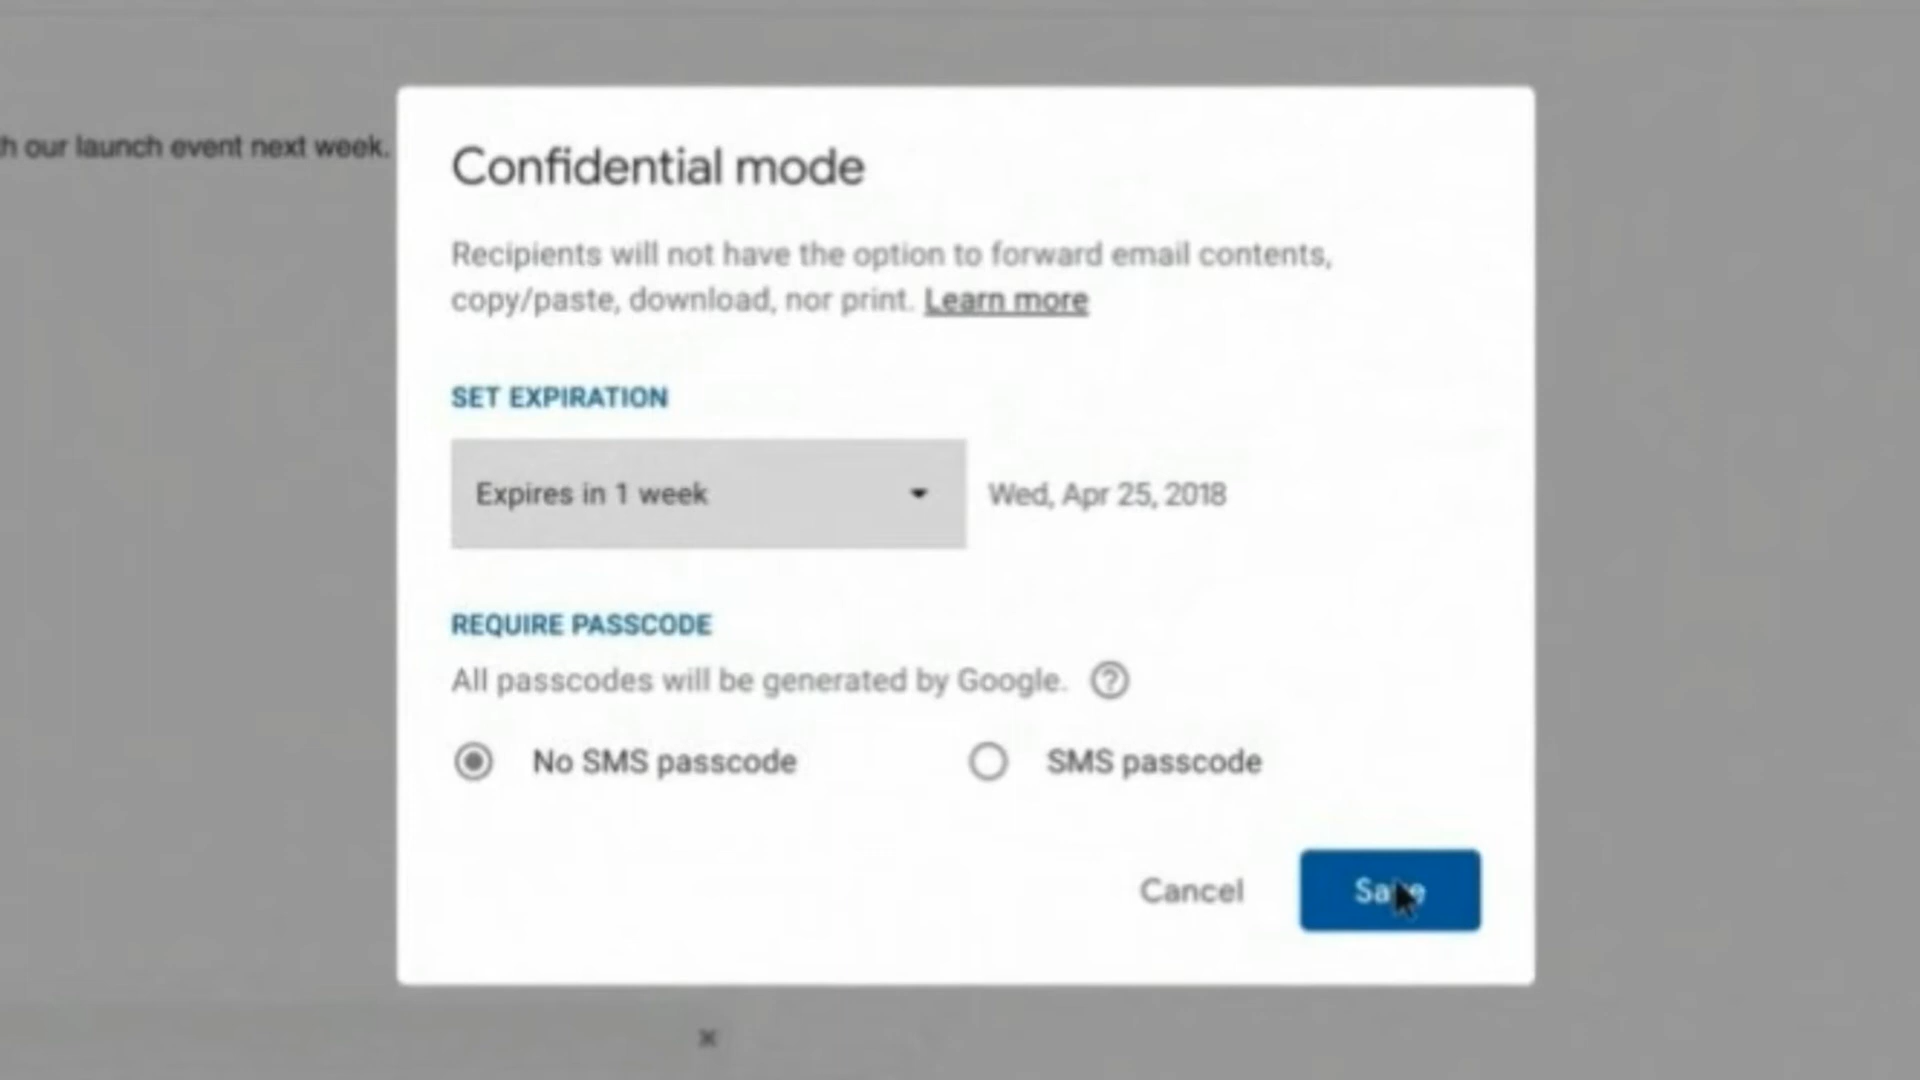 our launch event next week.
Confidential mode
Recipients will not have the option to forward email contents,
copy/paste, download, nor print. Learn more
SET EXPIRATION
Expires in 1 week
Wed, Apr 25, 2018
REQUIRE PASSCODE
All passcodes will be generated by Google.
No SMS passcode
SMS passcode
Cancel
Save